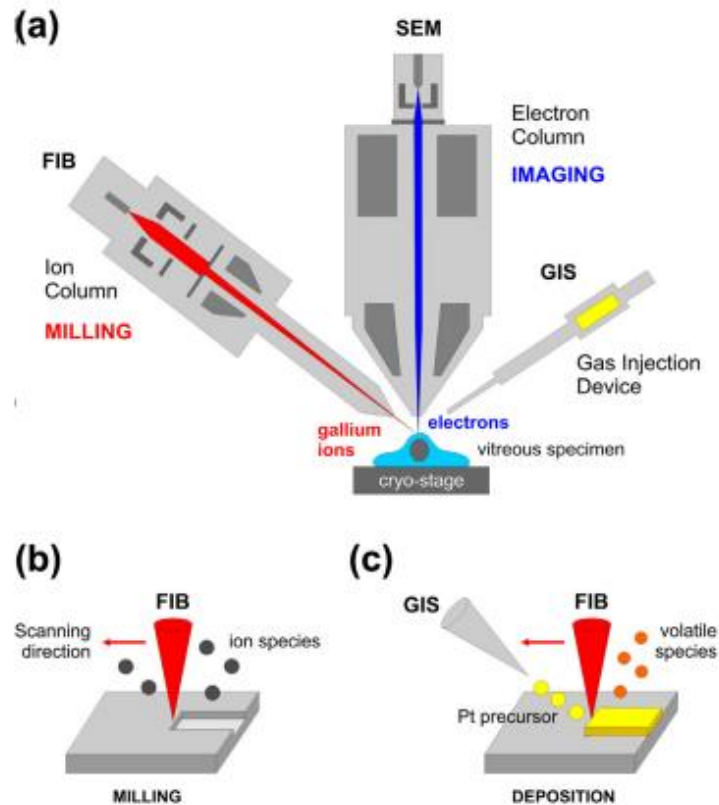 (a)
SEM
Electron
Column
IMAGING
FIB
Ion
Column
MILLING
GIS
Gas Injection
Device
gallium
ions
electrons
vitreous specimen
cryo-stage
(b)
FIB
Scanning
direction
ion species
MILLING
(c)
GIS
FIB
volatile
species
Pt precursor
DEPOSITION